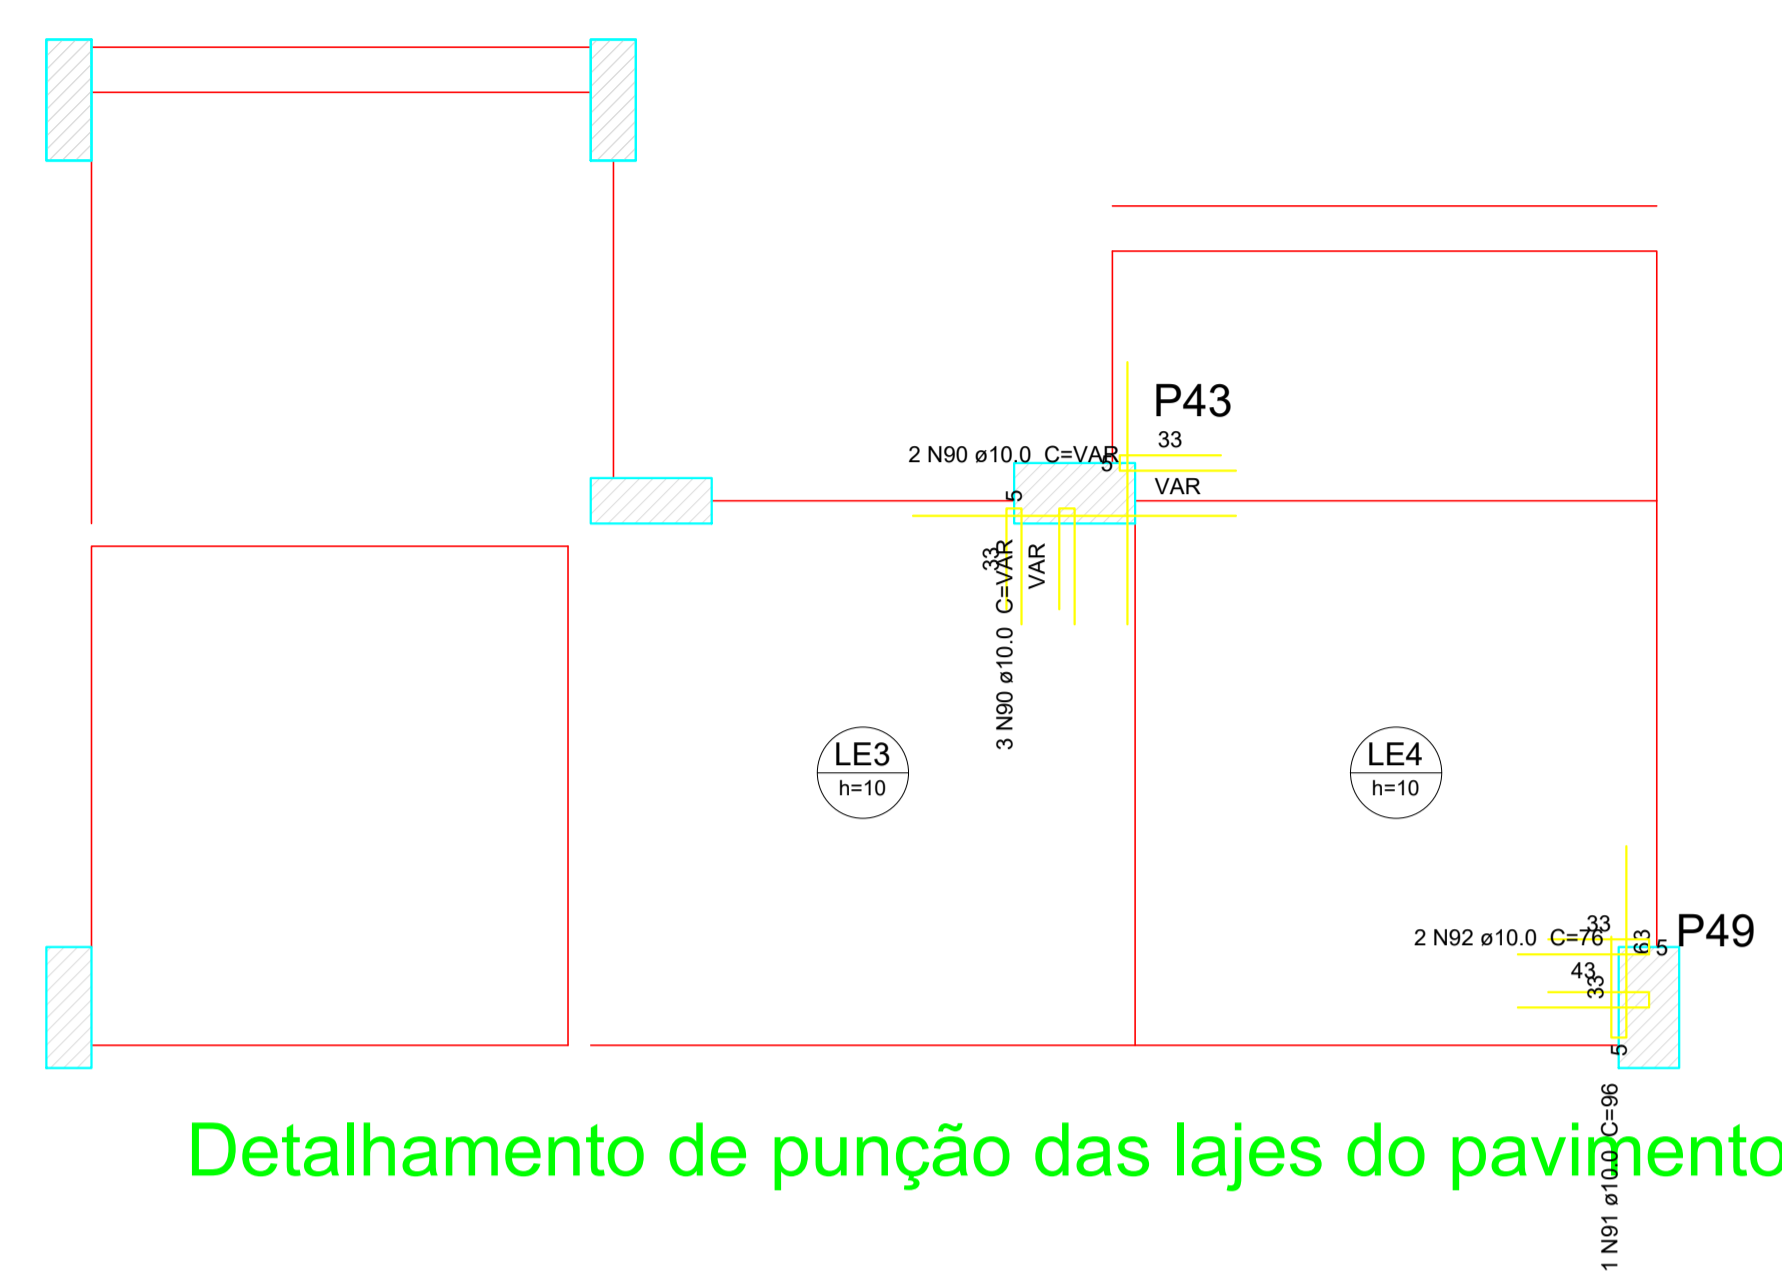 P43
33
2 N90 ø10.0  C=VAR
5
VAR
5
33
3 N90 ø10.0  C=VAR
VAR
LE3
h=10
LE4
h=10
33
2 N92 ø10.0  C=76
63
5
P49
43
33
5
1 N91 ø10.0 C=96
Detalhamento de punção das lajes do pavimento